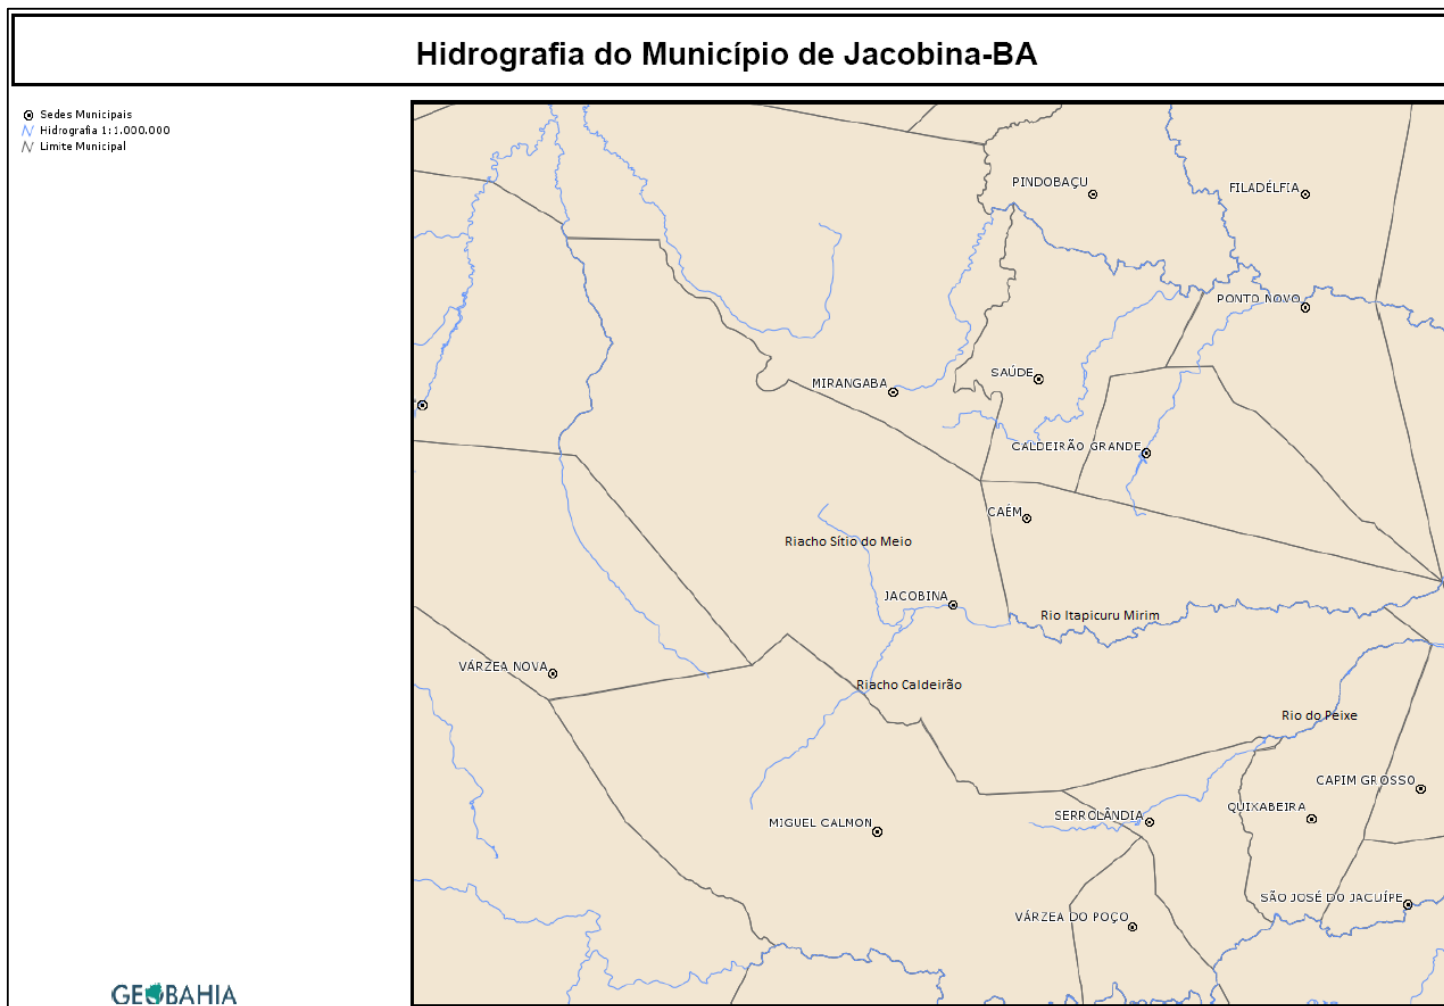 Hidrografia do Município de Jacobina-BA
Sedes Municipais
Hidrografia 1:1.000.000
Limite Municipal
PINDOBAÇU
FILADÉLFIA
PONTO NOVO
MIRANGABA
SAÚDE
CALDEIRÃO GRANDE
CAÉM
Riacho Sítio do Meio
JACOBINA
Rio Itapicuru Mirim
VÁRZEA NOVA
Riacho Caldeirão
Rio do Peixe
CAPIM GROSSO
QUIXABEIRA
SERROLÂNDIA
MIGUEL CALMON
SÃO JOSÉ DO JACUÍPE
VÁRZEA DO POÇO
GEOBAHIA